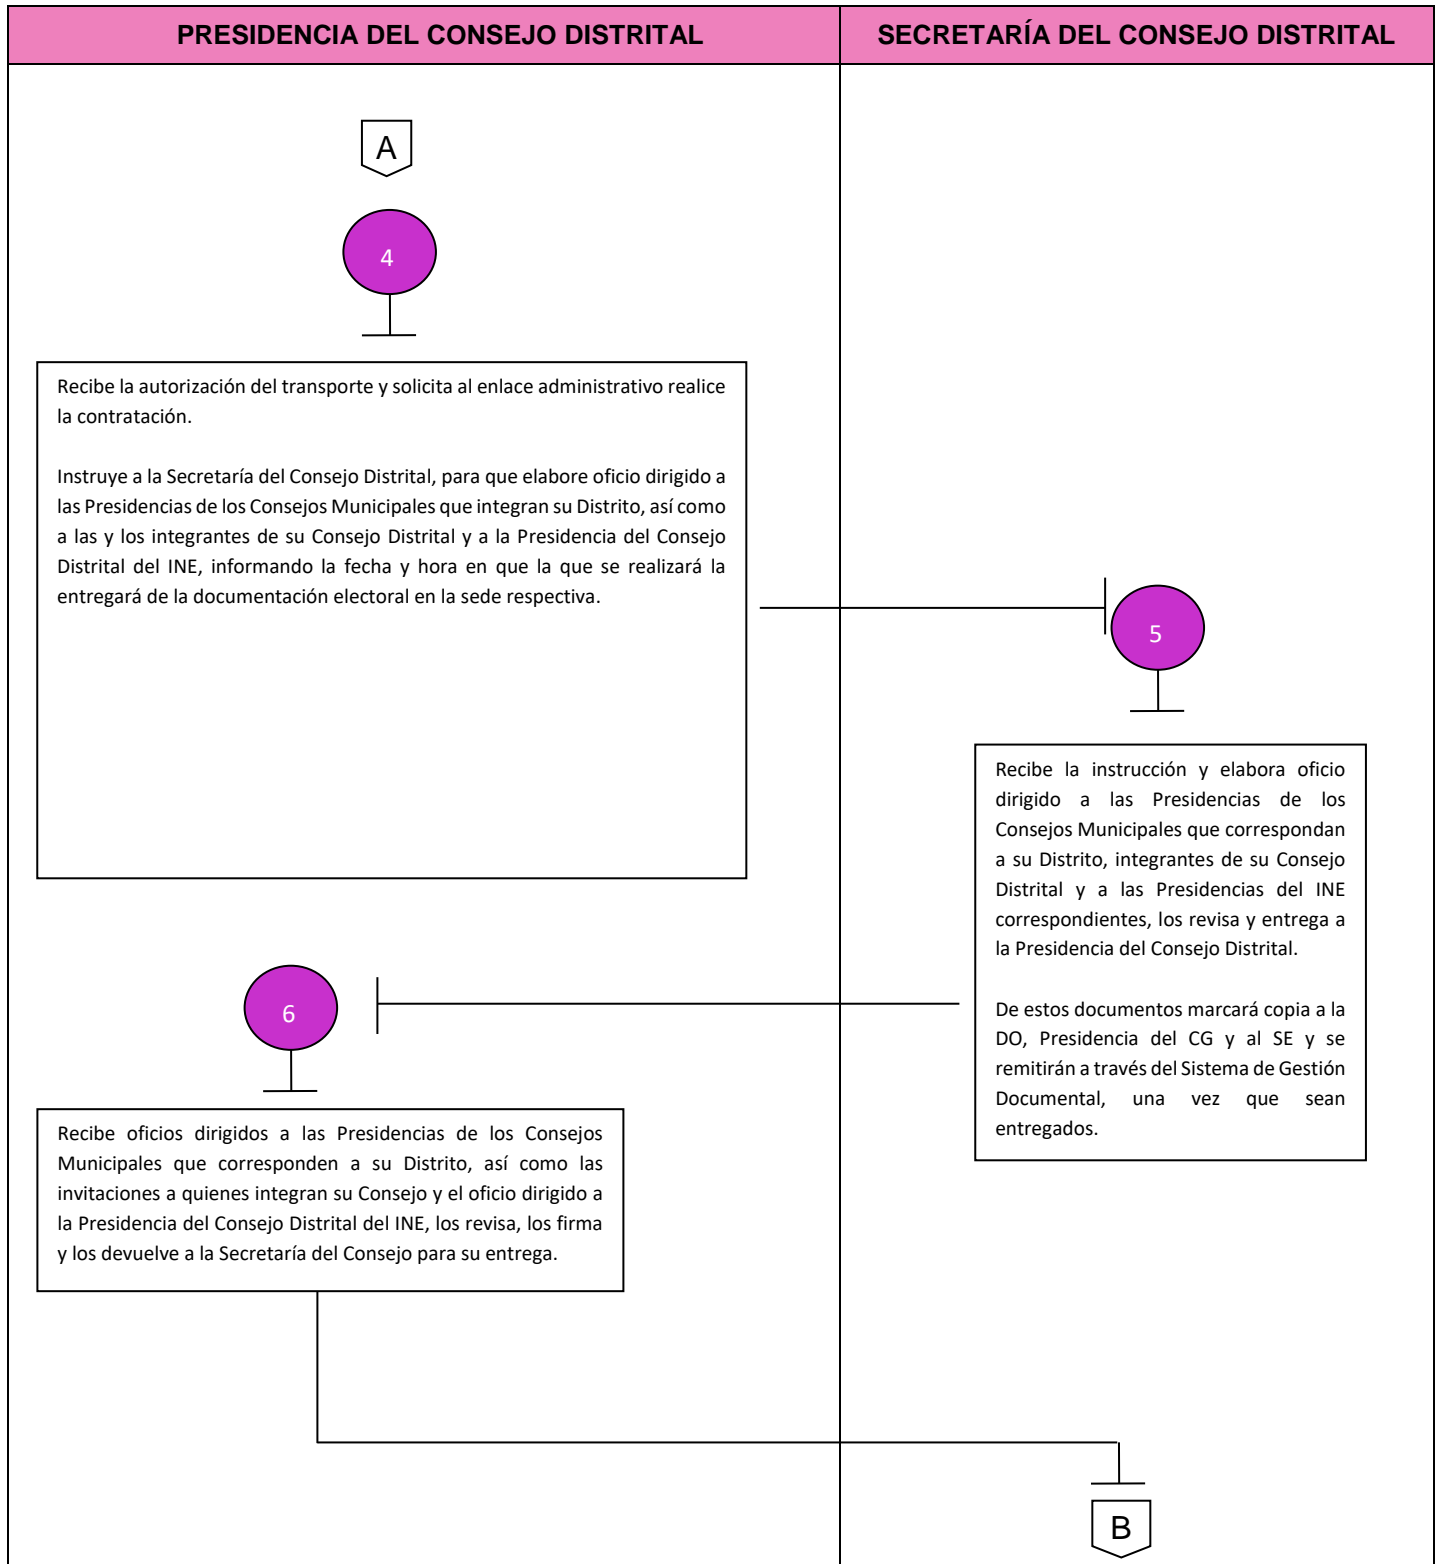 PRESIDENCIA DEL CONSEJO DISTRITAL
SECRETARÍA DEL CONSEJO DISTRITAL
A
4
Recibe la autorización del transporte y solicita al enlace administrativo realice
la contratación.
Instruye a la Secretaría del Consejo Distrital, para que elabore oficio dirigido a
las Presidencias de los Consejos Municipales que integran su Distrito, así como
a las y los integrantes de su Consejo Distrital y a la Presidencia del Consejo
Distrital del INE, informando la fecha y hora en que la que se realizará la
entregará de la documentación electoral en la sede respectiva.
5
Recibe la instrucción y elabora oficio
dirigido a las Presidencias de los
Consejos Municipales que correspondan
a su Distrito, integrantes de su Consejo
Distrital y a las Presidencias del INE
correspondientes, los revisa y entrega a
la Presidencia del Consejo Distrital.
De estos documentos marcará copia a la
DO, Presidencia del CG y al SE y se
remitirán a través del Sistema de Gestión
Documental, una vez que sean
entregados.
6
Recibe oficios dirigidos a las Presidencias de los Consejos
Municipales que corresponden a su Distrito, así como las
invitaciones a quienes integran su Consejo y el oficio dirigido a
la Presidencia del Consejo Distrital del INE, los revisa, los firma
y los devuelve a la Secretaría del Consejo para su entrega.
B